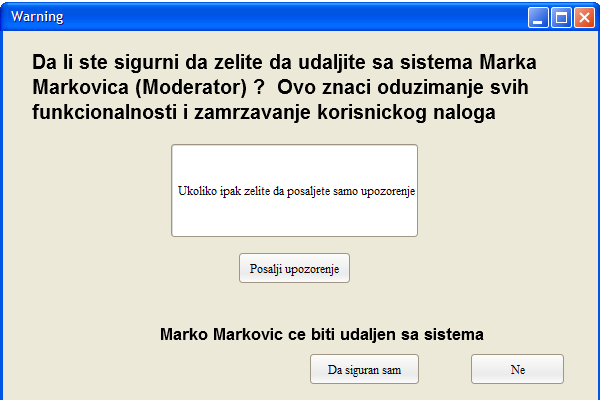 Warning
Da li ste sigurni da zelite da udaljite sa sistema Marka
Markovica (Moderator) ?  Ovo znaci oduzimanje svih
funkcionalnosti i zamrzavanje korisnickog naloga
Ukoliko ipak zelite da posaljete samo upozorenje
Posalji upozorenje
Marko Markovic ce biti udaljen sa sistema
Da siguran sam
Ne